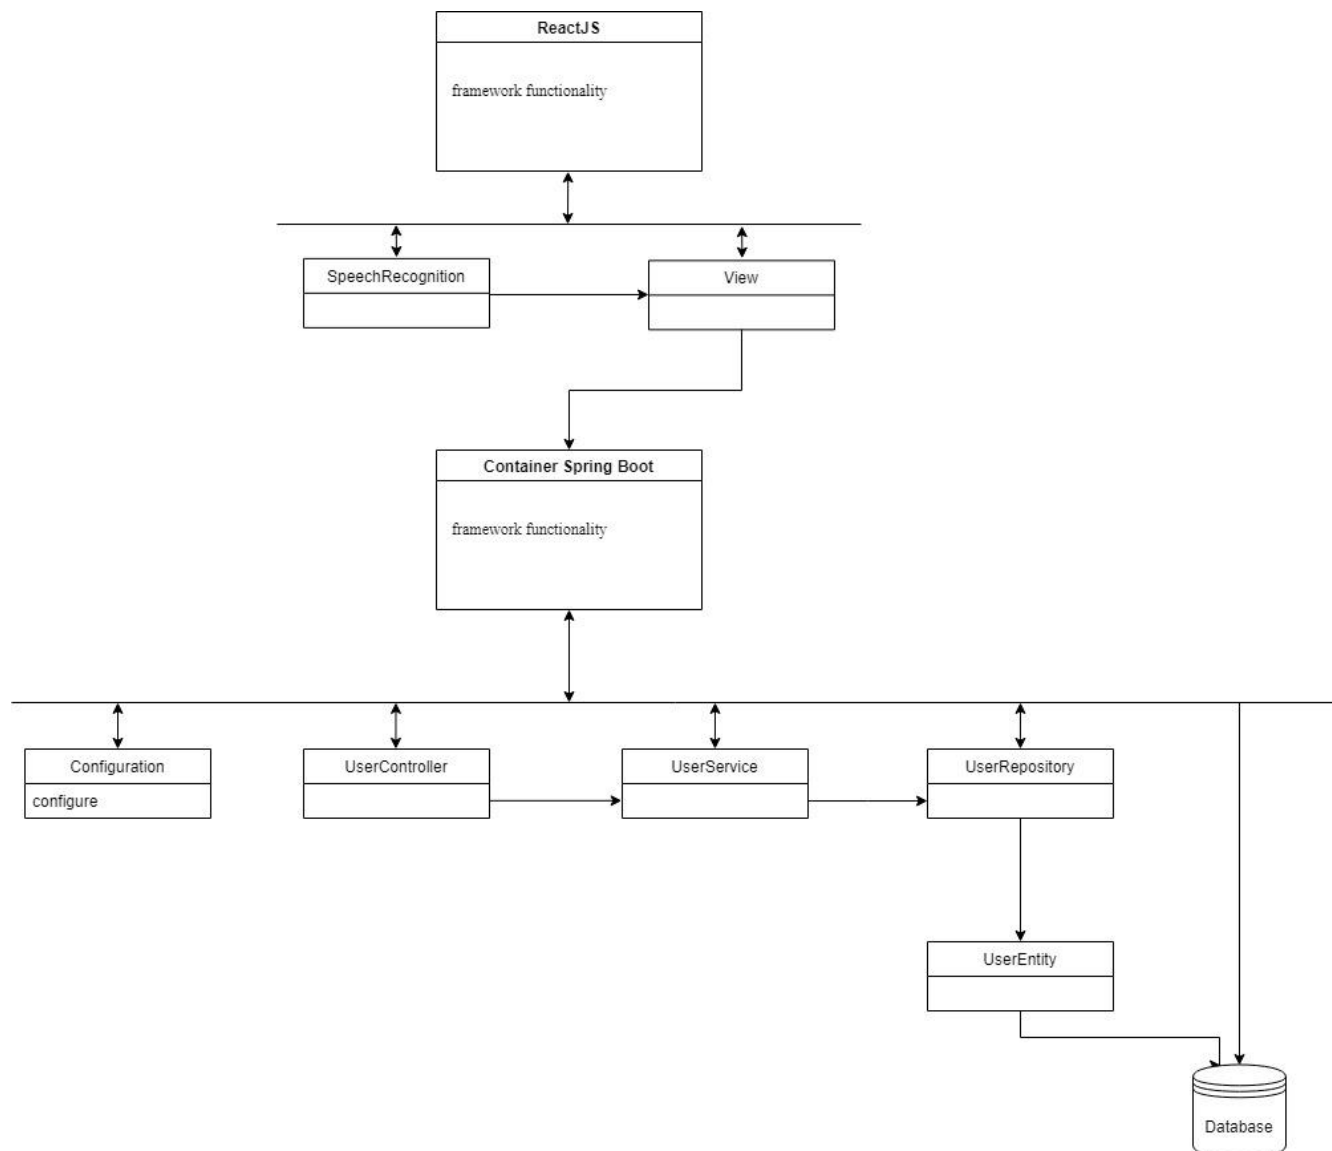 ReactJS
framework functionality
SpeechRecognition
View
Container Spring Boot
framework functionality
Configuration
configure
UserController
UserService
UserRepository
UserEntity
Database